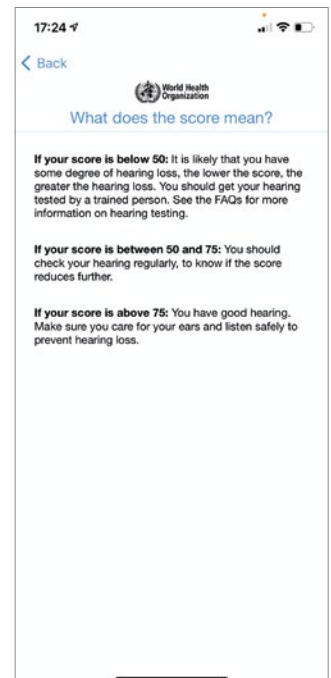 17:24
Back
World Health
Organization
What does the score mean?
If your score is below 50: It is likely that you have
some degree of hearing loss, the lower the score, the
greater the hearing loss. You should get your hearing
tested by a trained person. See the FAQs for more
information on hearing testing.
If your score is between 50 and 75: You should
check your hearing regularly, to know if the score
reduces further.
If your score is above 75: You have good hearing.
Make sure you care for your ears and listen safely to
prevent hearing loss.